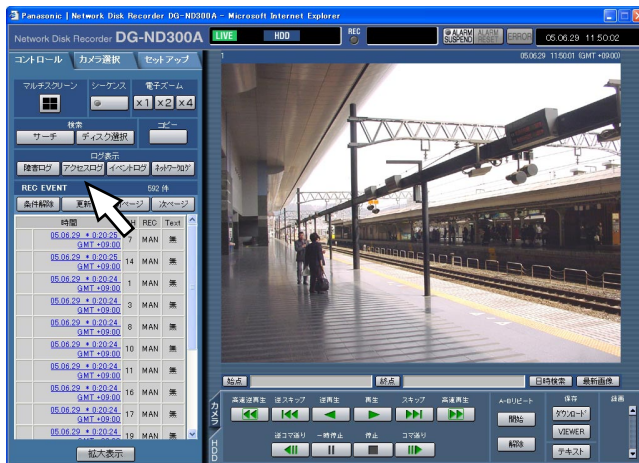 Panasonic | Network Disk Recorder DG-ND300A - Microsoft Internet Explorer
Network Disk Recorder DG-ND300A
LIVE HDD REC ALARM SUSPEND ALARM RESET ERROR 05.06.29 11:50:02
コントロール カメラ選択 セットアップ
1 05.06.29 11:50:01 (GMT +09:00)
マルチスクリーン シーケンス 電子ズーム
x1 x2 x4
検索 コピー
サーチ ディスク選択
ログ表示
障害ログ アクセスログ イベントログ ネットワークログ
REC EVENT 592 件
条件解除 更新 ページ 次ページ
時間 CH REC Text
05.06.29 * 0:20:25 GMT +09:00 7 MAN 無
05.06.29 * 0:20:25 GMT +09:00 14 MAN 無
05.06.29 * 0:20:24 GMT +09:00 1 MAN 無
05.06.29 * 0:20:24 GMT +09:00 3 MAN 無
05.06.29 * 0:20:24 GMT +09:00 8 MAN 無
05.06.29 * 0:20:24 GMT +09:00 10 MAN 無
05.06.29 * 0:20:24 GMT +09:00 11 MAN 無
05.06.29 * 0:20:24 GMT +09:00 16 MAN 無
05.06.29 * 0:20:24 GMT +09:00 17 MAN 無
05.06.29 * 0:20:24 19 MAN 無
拡大表示
始点 終点 日時検索 最新画像
カメラ
HDD
高速逆再生 逆スキップ 逆再生 再生 スキップ 高速再生
逆コマ送り 一時停止 停止 コマ送り
A-Bリピート 保存 録画
開始 ダウンロード
VIEWER
解除 テキスト